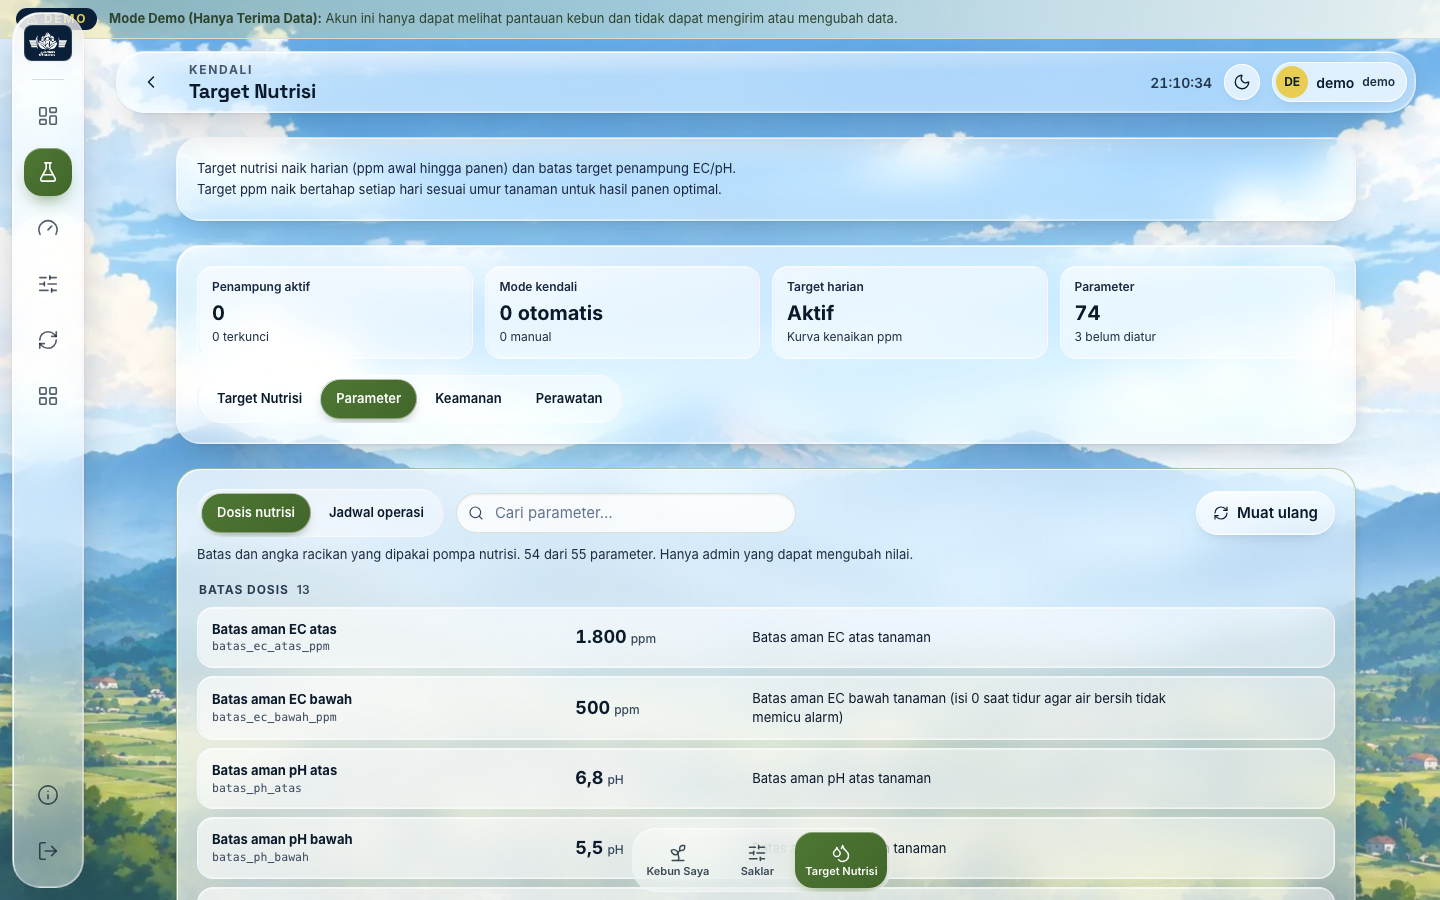 DEMO
Mode Demo (Hanya Terima Data): Akun ini hanya dapat melihat pantauan kebun dan tidak dapat mengirim atau mengubah data.
KENDALI
Target Nutrisi
21:10:34
DE
demo demo
Target nutrisi naik harian (ppm awal hingga panen) dan batas target penampung EC/pH.
Target ppm naik bertahap setiap hari sesuai umur tanaman untuk hasil panen optimal.
Penampung aktif
0
0 terkunci
Mode kendali
0 otomatis
0 manual
Target harian
Aktif
Kurva kenaikan ppm
Parameter
74
3 belum diatur
Target Nutrisi
Parameter
Keamanan
Perawatan
Dosis nutrisi
Jadwal operasi
Cari parameter...
Muat ulang
Batas dan angka racikan yang dipakai pompa nutrisi. 54 dari 55 parameter. Hanya admin yang dapat mengubah nilai.
BATAS DOSIS 13
Batas aman EC atas
batas_ec_atas_ppm
1.800 ppm
Batas aman EC atas tanaman
Batas aman EC bawah
batas_ec_bawah_ppm
500 ppm
Batas aman EC bawah tanaman (isi 0 saat tidur agar air bersih tidak
memicu alarm)
Batas aman pH atas
batas_ph_atas
6,8 pH
Batas aman pH atas tanaman
Batas aman pH bawah
batas_ph_bawah
5,5 pH
tanaman
Kebun Saya
Saklar
Target Nutrisi